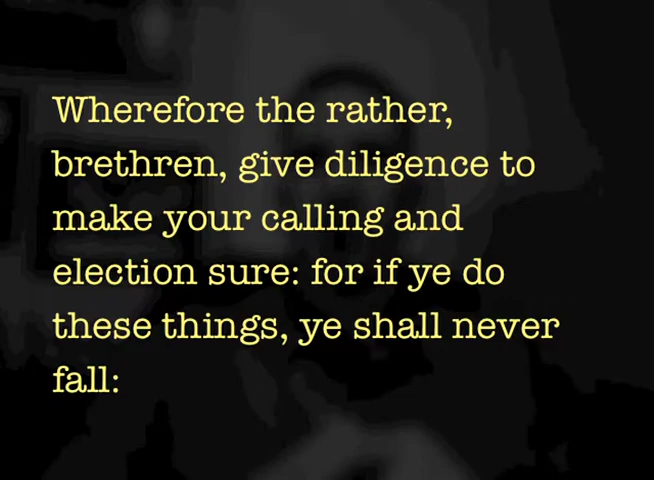 Wherefore the rather,
brethren, give diligence to
make your calling and
election sure: for if ye do
these things, ye shall never
fall: